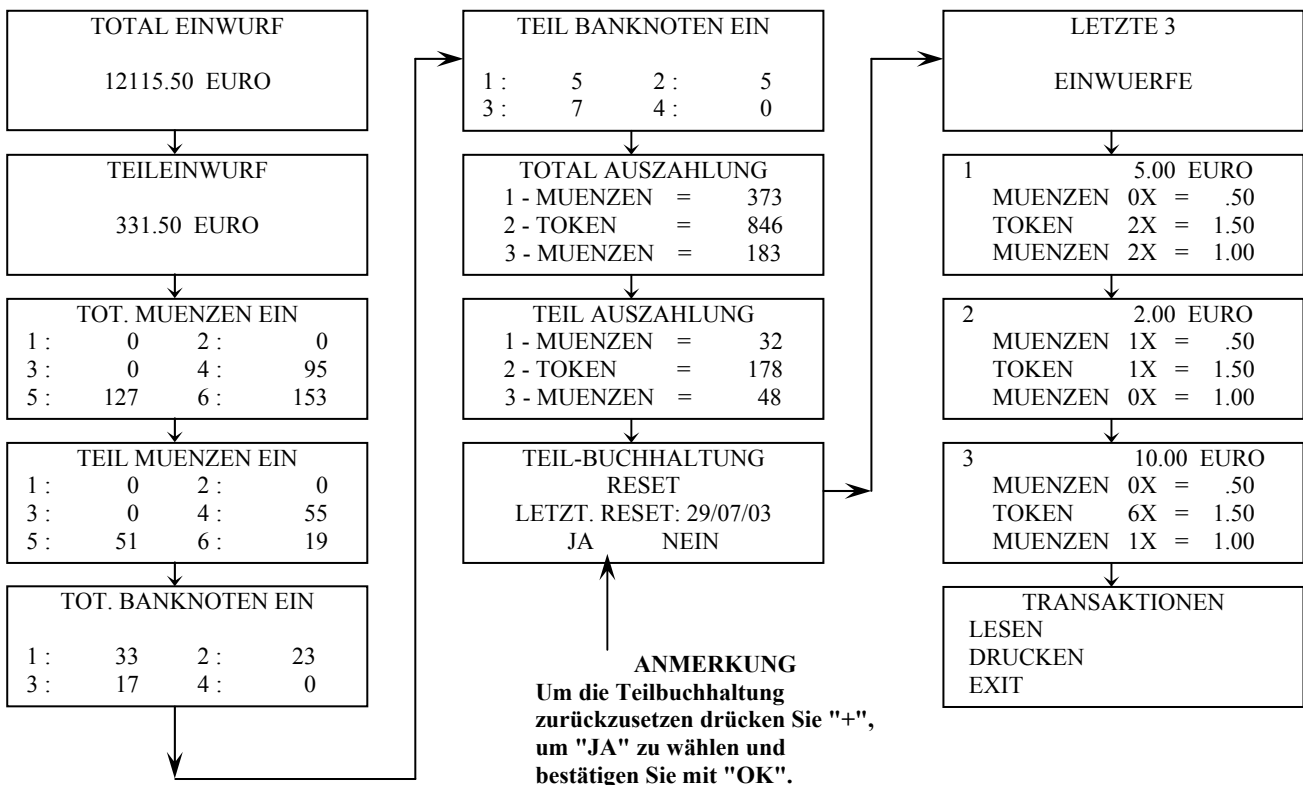 TOTAL EINWURF
12115.50 EURO
TEILEINWURF
331.50 EURO
TOT. MUENZEN EIN
1 : 0 2 : 0
3 : 0 4 : 95
5 : 127 6 : 153
TEIL MUENZEN EIN
1 : 0 2 : 0
3 : 0 4 : 55
5 : 51 6 : 19
TOT. BANKNOTEN EIN
1 : 33 2 : 23
3 : 17 4 : 0
TEIL BANKNOTEN EIN
1 : 5 2 : 5
3 : 7 4 : 0
TOTAL AUSZAHLUNG
1 - MUENZEN = 373
2 - TOKEN = 846
3 - MUENZEN = 183
TEIL AUSZAHLUNG
1 - MUENZEN = 32
2 - TOKEN = 178
3 - MUENZEN = 48
TEIL-BUCHHALTUNG
RESET
LETZT. RESET: 29/07/03
JA NEIN
ANMERKUNG
Um die Teilbuchhaltung
zurückzusetzen drücken Sie "+",
um "JA" zu wählen und
bestätigen Sie mit "OK".
LETZTE 3
EINWUERFE
1 5.00 EURO
MUENZEN 0X = .50
TOKEN 2X = 1.50
MUENZEN 2X = 1.00
2 2.00 EURO
MUENZEN 1X = .50
TOKEN 1X = 1.50
MUENZEN 0X = 1.00
3 10.00 EURO
MUENZEN 0X = .50
TOKEN 6X = 1.50
MUENZEN 1X = 1.00
TRANSAKTIONEN
LESEN
DRUCKEN
EXIT